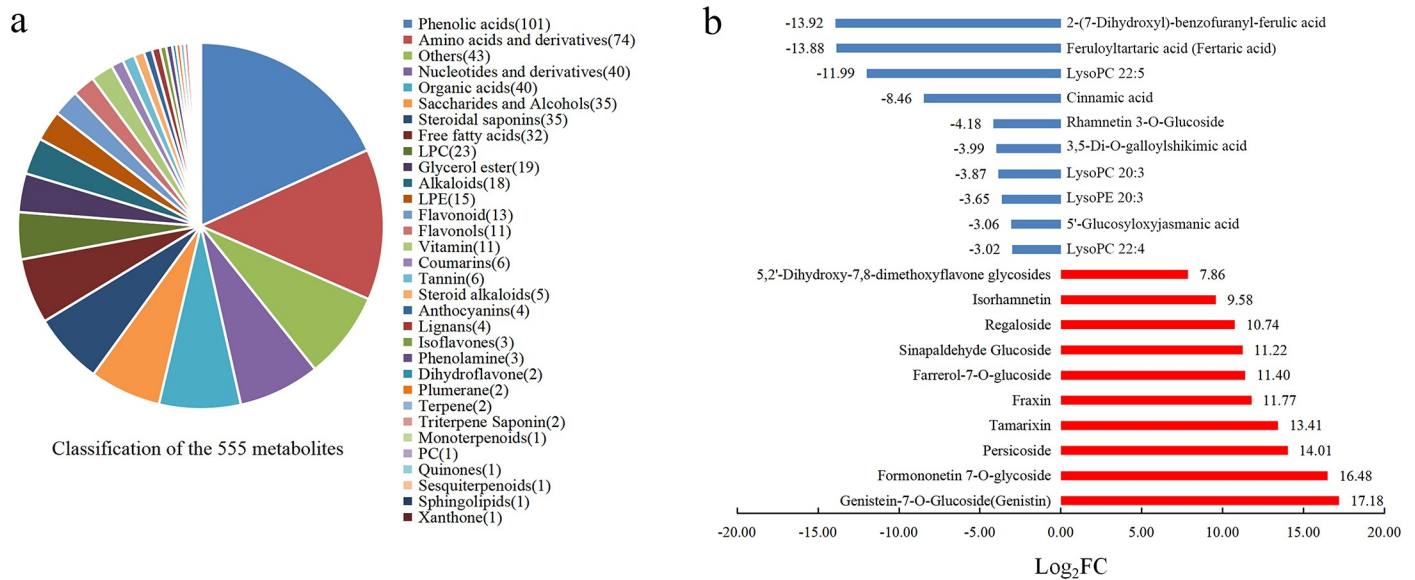 a
Phenolic acids(101)
Amino acids and derivatives(74)
Others(43)
Nucleotides and derivatives(40)
Organic acids(40)
Saccharides and Alcohols(35)
Steroidal saponins(35)
Free fatty acids(32)
LPC(23)
Glycerol ester(19)
Alkaloids(18)
LPE(15)
Flavonoid(13)
Flavonols(11)
Vitamin(11)
Coumarins(6)
Tannin(6)
Steroid alkaloids(5)
Anthocyanins(4)
Lignans(4)
Isoflavones(3)
Phenolamine(3)
Dihydroflavone(2)
Plumerane(2)
Terpene(2)
Triterpene Saponin(2)
Monoterpenoids(1)
PC(1)
Quinones(1)
Sesquiterpenoids(1)
Sphingolipids(1)
Xanthone(1)
Classification of the 555 metabolites
b
-13.92 2-(7-Dihydroxyl)-benzofuranyl-ferulic acid
-13.88 Feruloyltartaric acid (Fertaric acid)
-11.99 LysoPC 22:5
-8.46 Cinnamic acid
-4.18 Rhamnetin 3-O-Glucoside
-3.99 3,5-Di-O-galloylshikimic acid
-3.87 LysoPC 20:3
-3.65 LysoPE 20:3
-3.06 5'-Glucosyloxyjasmanic acid
-3.02 LysoPC 22:4
5,2'-Dihydroxy-7,8-dimethoxyflavone glycosides 7.86
Isorhamnetin 9.58
Regaloside 10.74
Sinapaldehyde Glucoside 11.22
Farrerol-7-O-glucoside 11.40
Fraxin 11.77
Tamarixin 13.41
Persicoside 14.01
Formononetin 7-O-glycoside 16.48
Genistein-7-O-Glucoside(Genistin) 17.18
-20.00 -15.00 -10.00 -5.00 0.00 5.00 10.00 15.00 20.00
Log₂FC